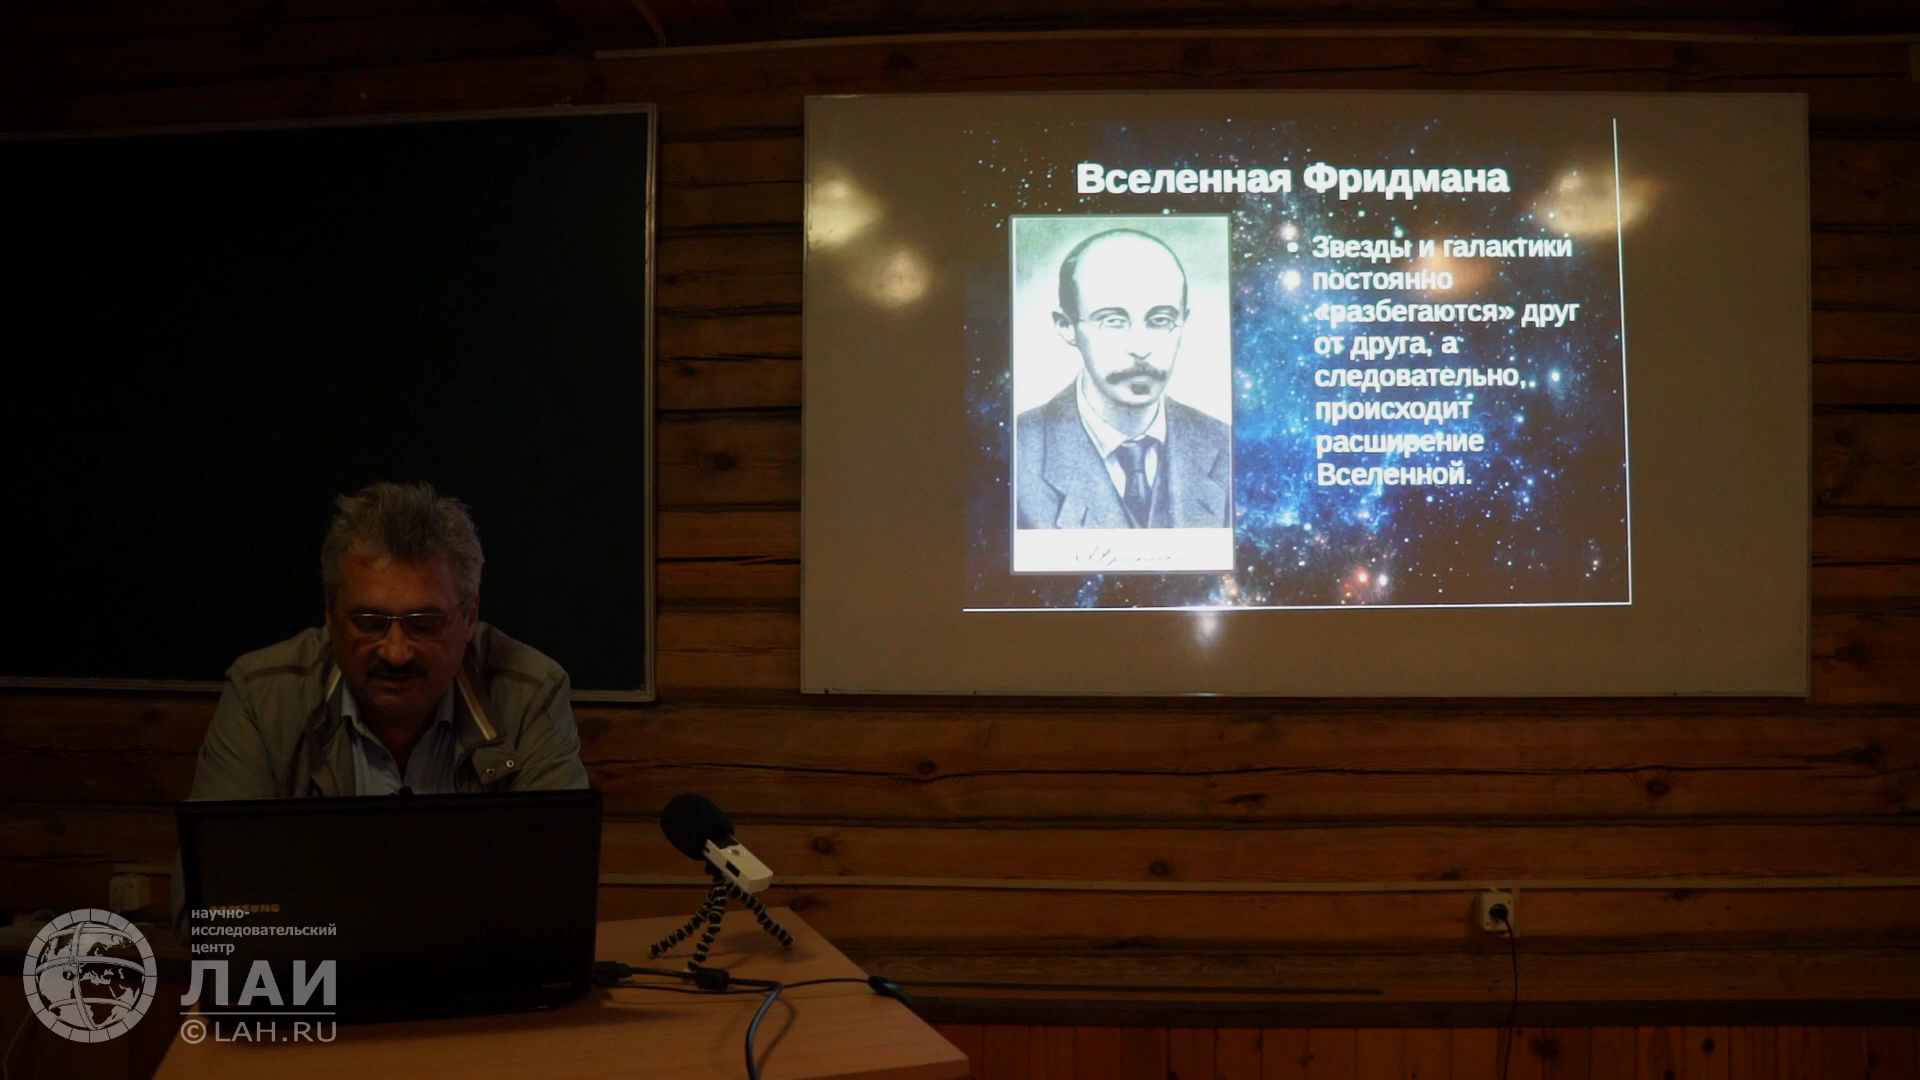 Вселенная Фридмана
• Звезды и галактики
постоянно
«разбегаются» друг
от друга, а
следовательно,
происходит
расширение
Вселенной.
SAMSUNG
научно-
исследовательский
центр
ЛАИ
©LAH.RU